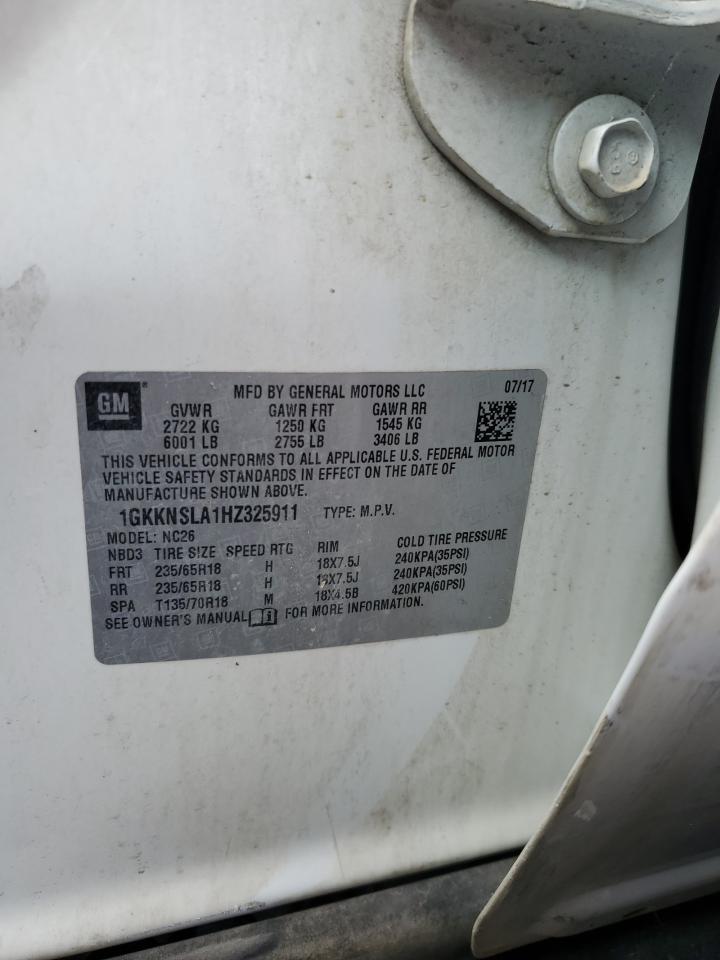 GM
MFD BY GENERAL MOTORS LLC 07/17
GVWR GAWR FRT GAWR RR
2722 KG 1250 KG 1545 KG
6001 LB 2755 LB 3406 LB
THIS VEHICLE CONFORMS TO ALL APPLICABLE U.S. FEDERAL MOTOR
VEHICLE SAFETY STANDARDS IN EFFECT ON THE DATE OF
MANUFACTURE SHOWN ABOVE.
1GKKNSLA1HZ325911 TYPE: M.P.V.
MODEL: NC26
NBD3 TIRE SIZE SPEED RTG RIM COLD TIRE PRESSURE
FRT 235/65R18 H 18X7.5J 240KPA(35PSI)
RR 235/65R18 H 18X7.5J 240KPA(35PSI)
SPA T135/70R18 M 18X4.5B 420KPA(60PSI)
SEE OWNER'S MANUAL FOR MORE INFORMATION.